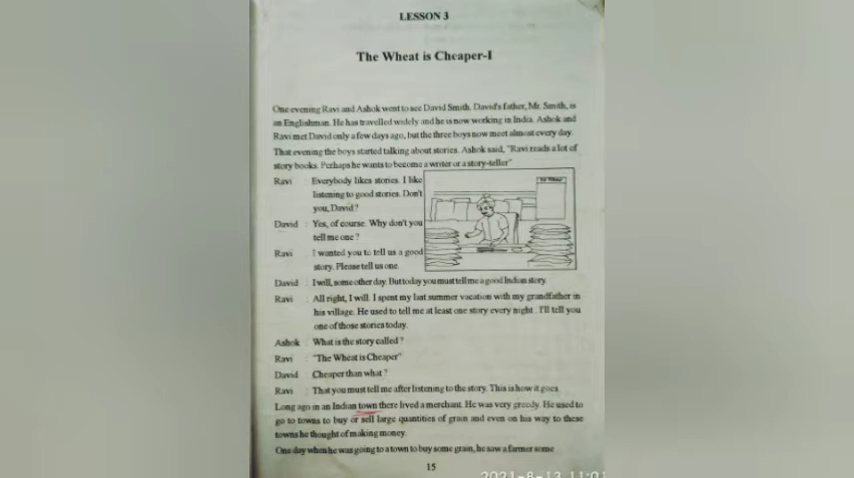 LESSON 3
The Wheat is Cheaper-I
One evening Ravi and Ashok went to see David Smith. David's father, Mr. Smith, is
an Englishman. He has travelled widely and he is now working in India. Ashok and
Ravi met David only a few days ago, but the three boys now meet almost every day.
That evening the boys started talking about stories. Ashok said, "Ravi reads a lot of
story books. Perhaps he wants to become a writer or a story-teller"
Ravi : Everybody likes stories. I like
listening to good stories. Don't
you, David ?
David : Yes, of course. Why don't you
tell me one ?
Ravi : I wanted you to tell us a good
story. Please tell us one.
David : I will, some other day. But today you must tell me a good Indian story.
Ravi : All right, I will. I spent my last summer vacation with my grandfather in
his village. He used to tell me at least one story every night . I'll tell you
one of those stories today.
Ashok : What is the story called ?
Ravi : "The Wheat is Cheaper"
David : Cheaper than what ?
Ravi : That you must tell me after listening to the story. This is how it goes.
Long ago in an Indian town there lived a merchant. He was very greedy. He used to
go to towns to buy or sell large quantities of grain and even on his way to these
towns he thought of making money.
One day when he was going to a town to buy some grain, he saw a farmer some
15
2021-8-13 11:01